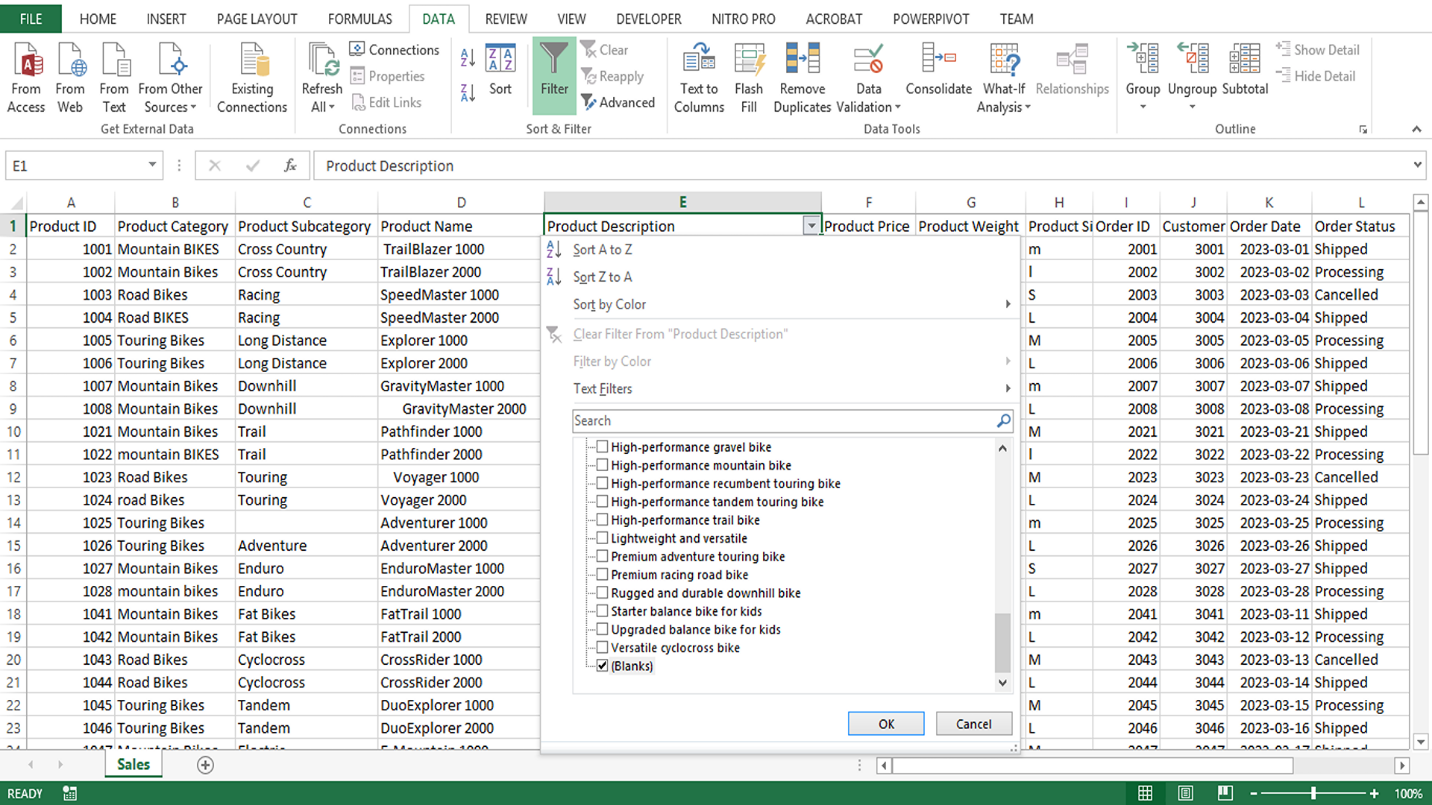 FILE HOME INSERT PAGE LAYOUT FORMULAS DATA REVIEW VIEW DEVELOPER NITRO PRO ACROBAT POWERPIVOT TEAM
From Access
From Web
From Text
From Other Sources
Existing Connections
Get External Data
Refresh All
Connections
Properties
Edit Links
Connections
Sort
Filter
Clear
Reapply
Advanced
Sort & Filter
Text to Columns
Flash Fill
Remove Duplicates
Data Validation
Consolidate
What-If Analysis
Relationships
Data Tools
Group
Ungroup
Subtotal
Show Detail
Hide Detail
Outline
E1 fx Product Description
A B C D E F G H I J K L
1 Product ID Product Category Product Subcategory Product Name Product Description Product Price Product Weight Product Si Order ID Customer Order Date Order Status
2 1001 Mountain BIKES Cross Country TrailBlazer 1000 m 2001 3001 2023-03-01 Shipped
3 1002 Mountain Bikes Cross Country TrailBlazer 2000 l 2002 3002 2023-03-02 Processing
4 1003 Road Bikes Racing SpeedMaster 1000 S 2003 3003 2023-03-03 Cancelled
5 1004 Road BIKES Racing SpeedMaster 2000 L 2004 3004 2023-03-04 Shipped
6 1005 Touring Bikes Long Distance Explorer 1000 M 2005 3005 2023-03-05 Processing
7 1006 Touring Bikes Long Distance Explorer 2000 L 2006 3006 2023-03-06 Shipped
8 1007 Mountain Bikes Downhill GravityMaster 1000 m 2007 3007 2023-03-07 Shipped
9 1008 Mountain Bikes Downhill GravityMaster 2000 L 2008 3008 2023-03-08 Processing
10 1021 Mountain Bikes Trail Pathfinder 1000 M 2021 3021 2023-03-21 Shipped
11 1022 mountain BIKES Trail Pathfinder 2000 l 2022 3022 2023-03-22 Processing
12 1023 Road Bikes Touring Voyager 1000 M 2023 3023 2023-03-23 Cancelled
13 1024 road Bikes Touring Voyager 2000 L 2024 3024 2023-03-24 Shipped
14 1025 Touring Bikes Adventurer 1000 m 2025 3025 2023-03-25 Processing
15 1026 Touring Bikes Adventure Adventurer 2000 L 2026 3026 2023-03-26 Shipped
16 1027 Mountain Bikes Enduro EnduroMaster 1000 S 2027 3027 2023-03-27 Shipped
17 1028 mountain bikes Enduro EnduroMaster 2000 L 2028 3028 2023-03-28 Processing
18 1041 Mountain Bikes Fat Bikes FatTrail 1000 m 2041 3041 2023-03-11 Shipped
19 1042 Mountain Bikes Fat Bikes FatTrail 2000 L 2042 3042 2023-03-12 Processing
20 1043 Road Bikes Cyclocross CrossRider 1000 M 2043 3043 2023-03-13 Cancelled
21 1044 Road Bikes Cyclocross CrossRider 2000 L 2044 3044 2023-03-14 Shipped
22 1045 Touring Bikes Tandem DuoExplorer 1000 M 2045 3045 2023-03-15 Processing
23 1046 Touring Bikes Tandem DuoExplorer 2000 L 2046 3046 2023-03-16 Shipped
Sort A to Z
Sort Z to A
Sort by Color
Clear Filter From "Product Description"
Filter by Color
Text Filters
Search
High-performance gravel bike
High-performance mountain bike
High-performance recumbent touring bike
High-performance tandem touring bike
High-performance trail bike
Lightweight and versatile
Premium adventure touring bike
Premium racing road bike
Rugged and durable downhill bike
Starter balance bike for kids
Upgraded balance bike for kids
Versatile cyclocross bike
(Blanks)
OK Cancel
Sales
READY 100%